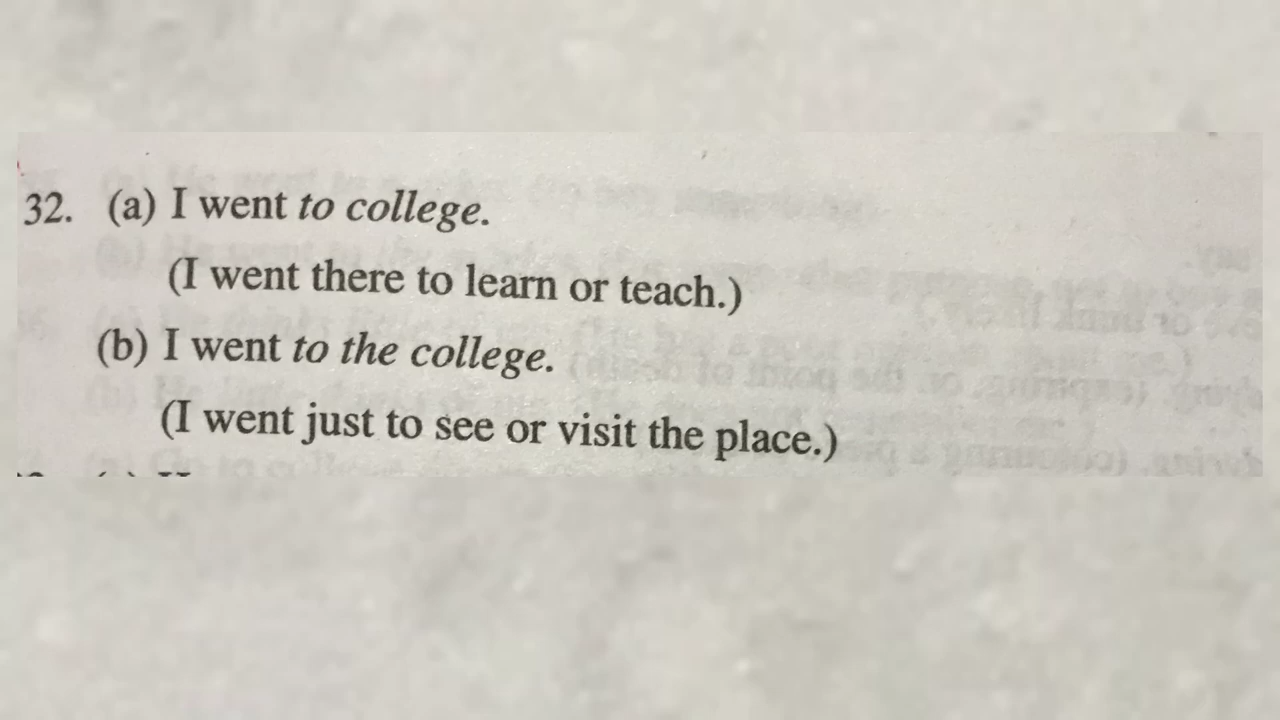 32. (a) I went to college.
(I went there to learn or teach.)
(b) I went to the college.
(I went just to see or visit the place.)